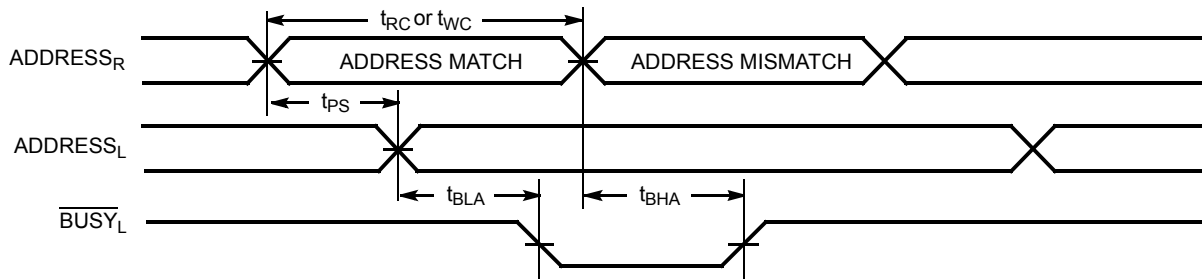 tRC or tWC
ADDRESSR
ADDRESS MATCH
ADDRESS MISMATCH
tPS
ADDRESSL
tBLA
tBHA
BUSYL